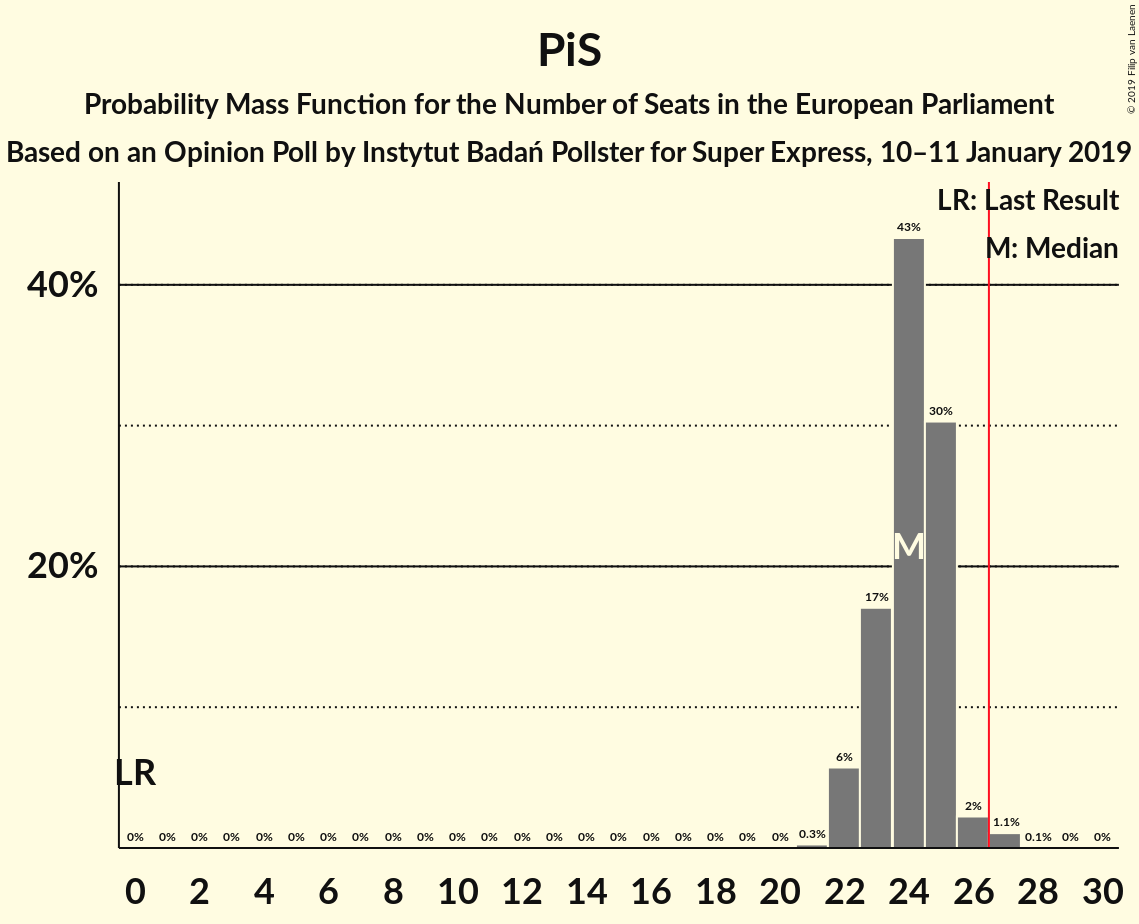 PiS
Probability Mass Function for the Number of Seats in the European Parliament
Based on an Opinion Poll by Instytut Badań Pollster for Super Express, 10–11 January 2019
© 2019 Filip van Laenen
LR: Last Result
M: Median
43%
40%
30%
M
20%
17%
LR
6%
2%
1.1%
0% 0% 0% 0% 0% 0% 0% 0% 0% 0% 0% 0% 0% 0% 0% 0% 0% 0% 0% 0% 0% 0.3% 0.1% 0% 0%
0 2 4 6 8 10 12 14 16 18 20 22 24 26 28 30